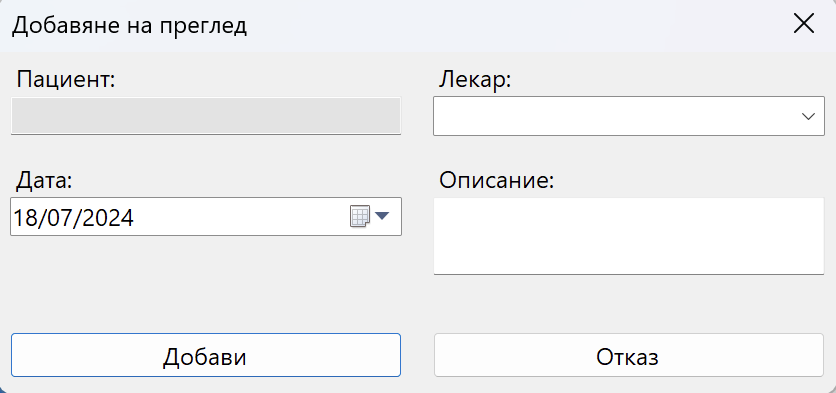 Добавяне на преглед
Пациент:
Лекар:
Дата:
18/07/2024
Описание:
Добави
Отказ